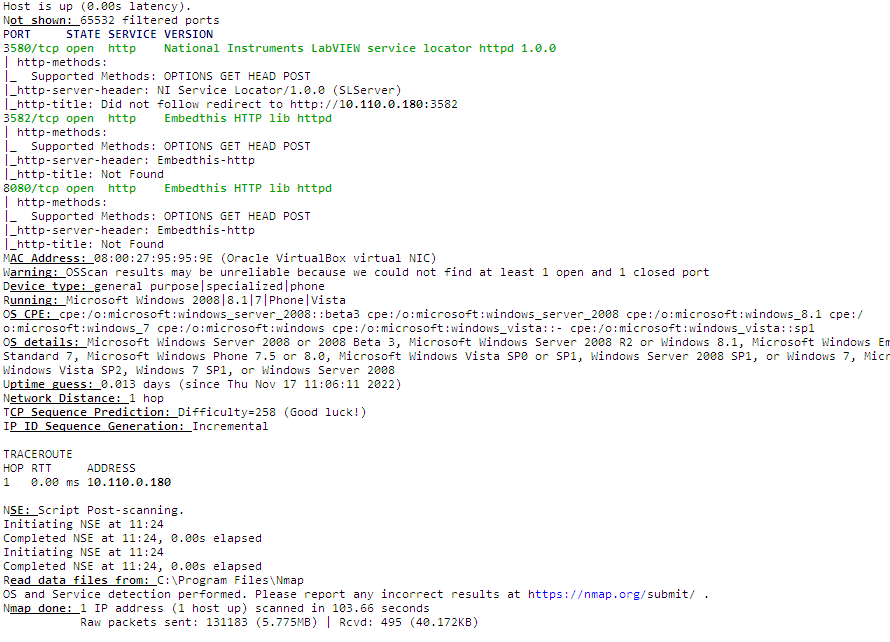 Host is up (0.00s latency).
Not shown: 65532 filtered ports
PORT     STATE SERVICE VERSION
3580/tcp open  http    National Instruments LabVIEW service locator httpd 1.0.0
| http-methods:
|_  Supported Methods: OPTIONS GET HEAD POST
|_http-server-header: NI Service Locator/1.0.0 (SLServer)
|_http-title: Did not follow redirect to http://10.110.0.180:3582
3582/tcp open  http    Embedthis HTTP lib httpd
| http-methods:
|_  Supported Methods: OPTIONS GET HEAD POST
|_http-server-header: Embedthis-http
|_http-title: Not Found
8080/tcp open  http    Embedthis HTTP lib httpd
| http-methods:
|_  Supported Methods: OPTIONS GET HEAD POST
|_http-server-header: Embedthis-http
|_http-title: Not Found
MAC Address: 08:00:27:95:95:9E (Oracle VirtualBox virtual NIC)
Warning: OSScan results may be unreliable because we could not find at least 1 open and 1 closed port
Device type: general purpose|specialized|phone
Running: Microsoft Windows 2008|8.1|7|Phone|Vista
OS CPE: cpe:/o:microsoft:windows_server_2008::beta3 cpe:/o:microsoft:windows_server_2008 cpe:/o:microsoft:windows_8.1 cpe:/
o:microsoft:windows_7 cpe:/o:microsoft:windows cpe:/o:microsoft:windows_vista::- cpe:/o:microsoft:windows_vista::sp1
OS details: Microsoft Windows Server 2008 or 2008 Beta 3, Microsoft Windows Server 2008 R2 or Windows 8.1, Microsoft Windows Em
Standard 7, Microsoft Windows Phone 7.5 or 8.0, Microsoft Windows Vista SP0 or SP1, Windows Server 2008 SP1, or Windows 7, Micr
Windows Vista SP2, Windows 7 SP1, or Windows Server 2008
Uptime guess: 0.013 days (since Thu Nov 17 11:06:11 2022)
Network Distance: 1 hop
TCP Sequence Prediction: Difficulty=258 (Good luck!)
IP ID Sequence Generation: Incremental
TRACEROUTE
HOP RTT     ADDRESS
1   0.00 ms 10.110.0.180
NSE: Script Post-scanning.
Initiating NSE at 11:24
Completed NSE at 11:24, 0.00s elapsed
Initiating NSE at 11:24
Completed NSE at 11:24, 0.00s elapsed
Read data files from: C:\Program Files\Nmap
OS and Service detection performed. Please report any incorrect results at https://nmap.org/submit/ .
Nmap done: 1 IP address (1 host up) scanned in 103.66 seconds
Raw packets sent: 131183 (5.775MB) | Rcvd: 495 (40.172KB)